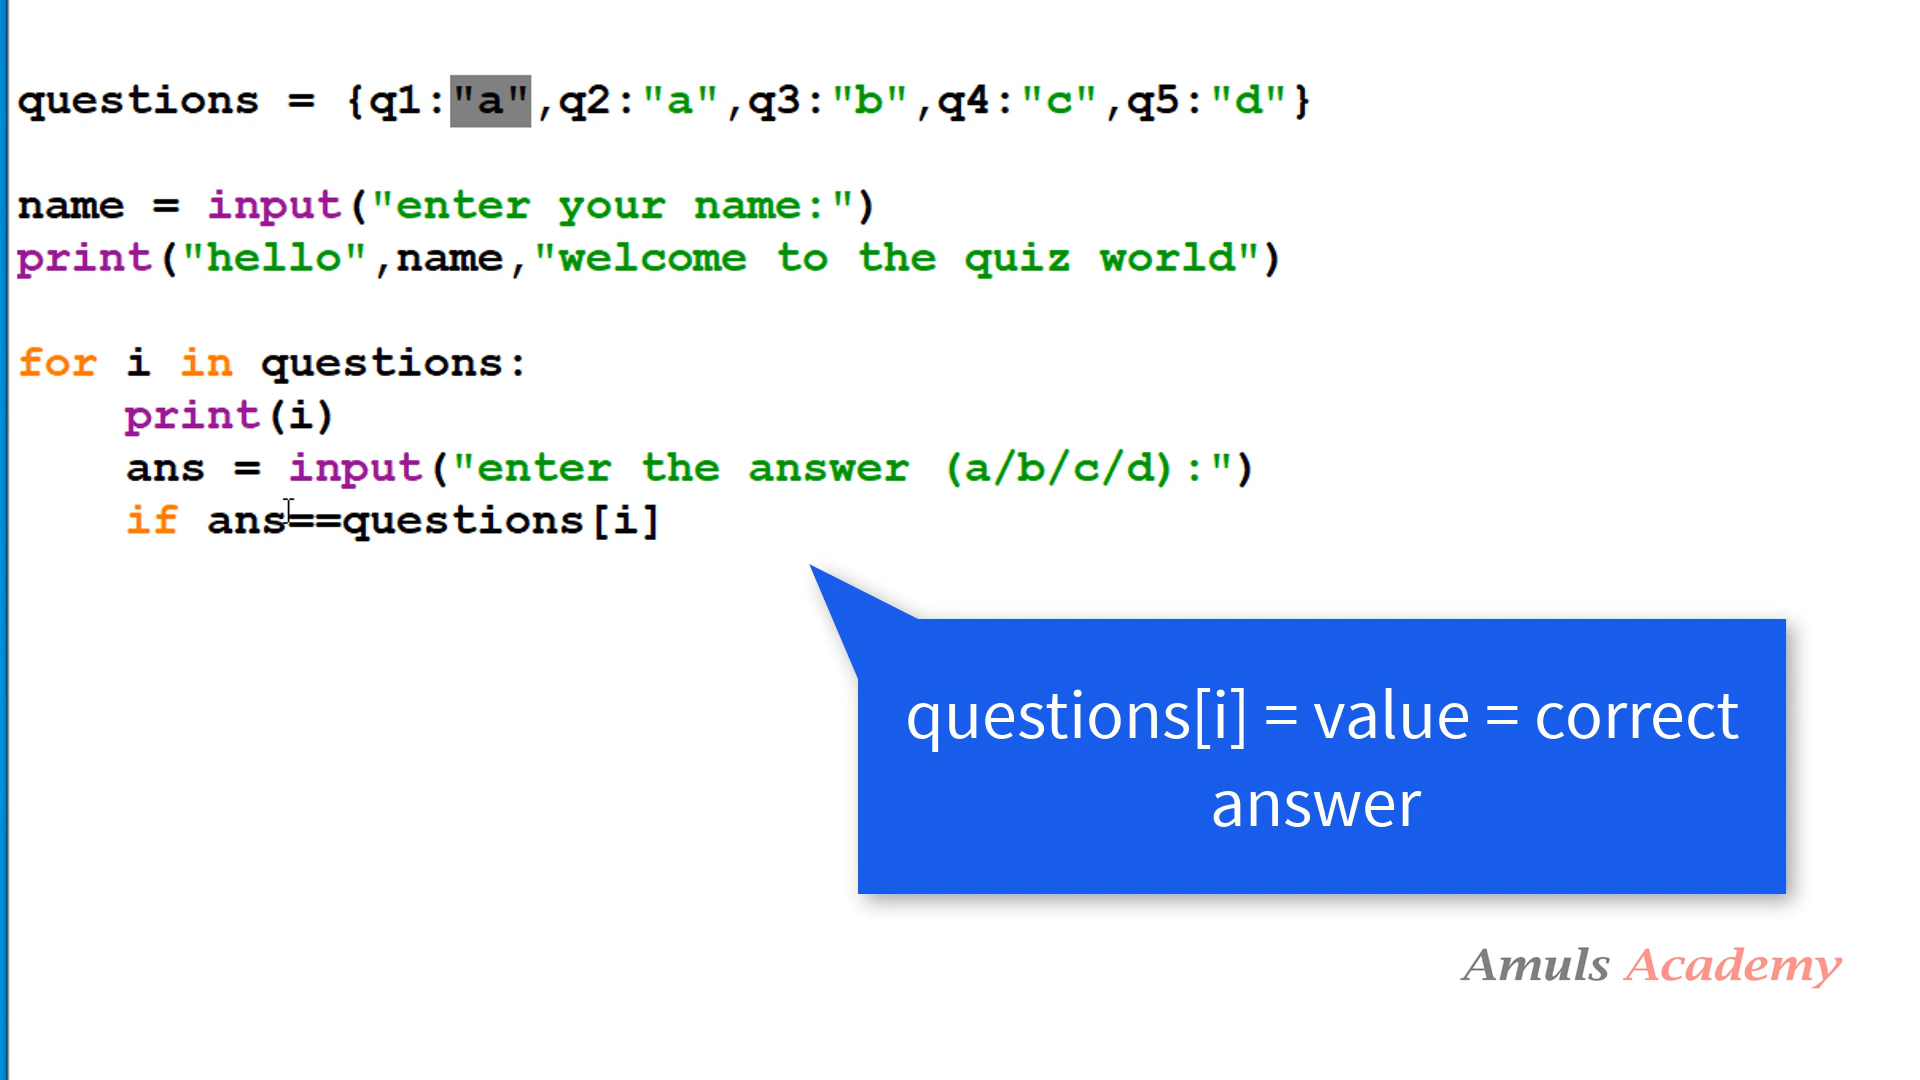 questions = {q1:"a",q2:"a",q3:"b",q4:"c",q5:"d"}
name = input("enter your name:")
print("hello",name,"welcome to the quiz world")
for i in questions:
    print(i)
    ans = input("enter the answer (a/b/c/d):")
    if ans==questions[i]
questions[i] = value = correct
answer
Amuls Academy